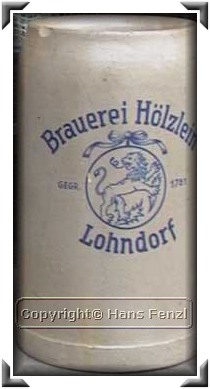 Brauerei Hölzlein
GEGR. 1781
Lohndorf
Copyright © Hans Fenzl